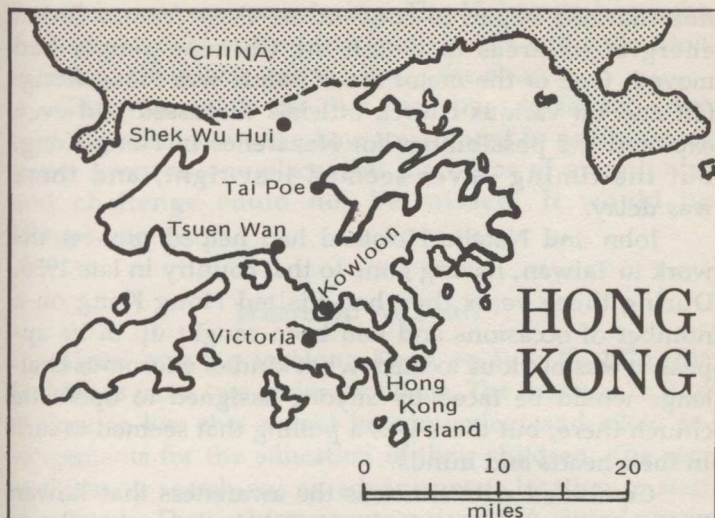 CHINA
Shek Wu Hui
Tai Poe
Tsuen Wan
Kowloon
Victoria
HONG
KONG
Hong
Kong
Island
0 10 20
miles